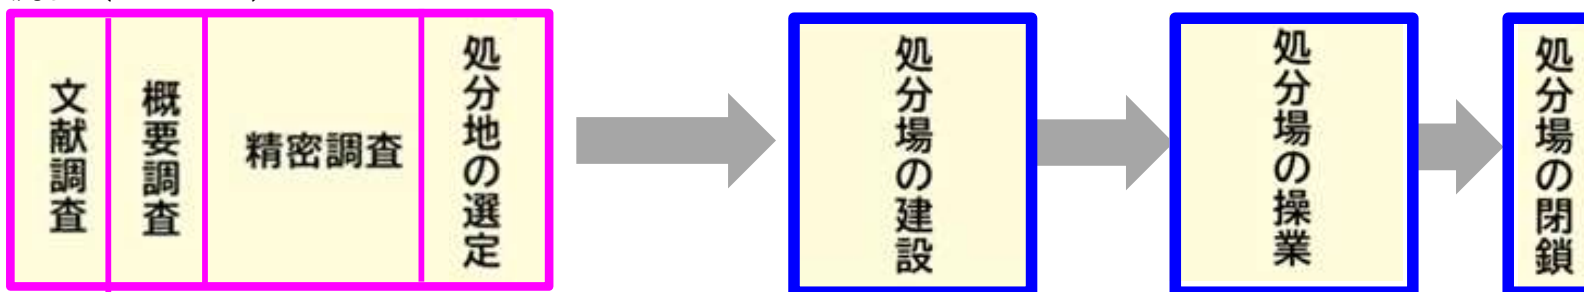 文献調査
概要調査
精密調査
処分地の選定
処分場の建設
処分場の操業
処分場の閉鎖